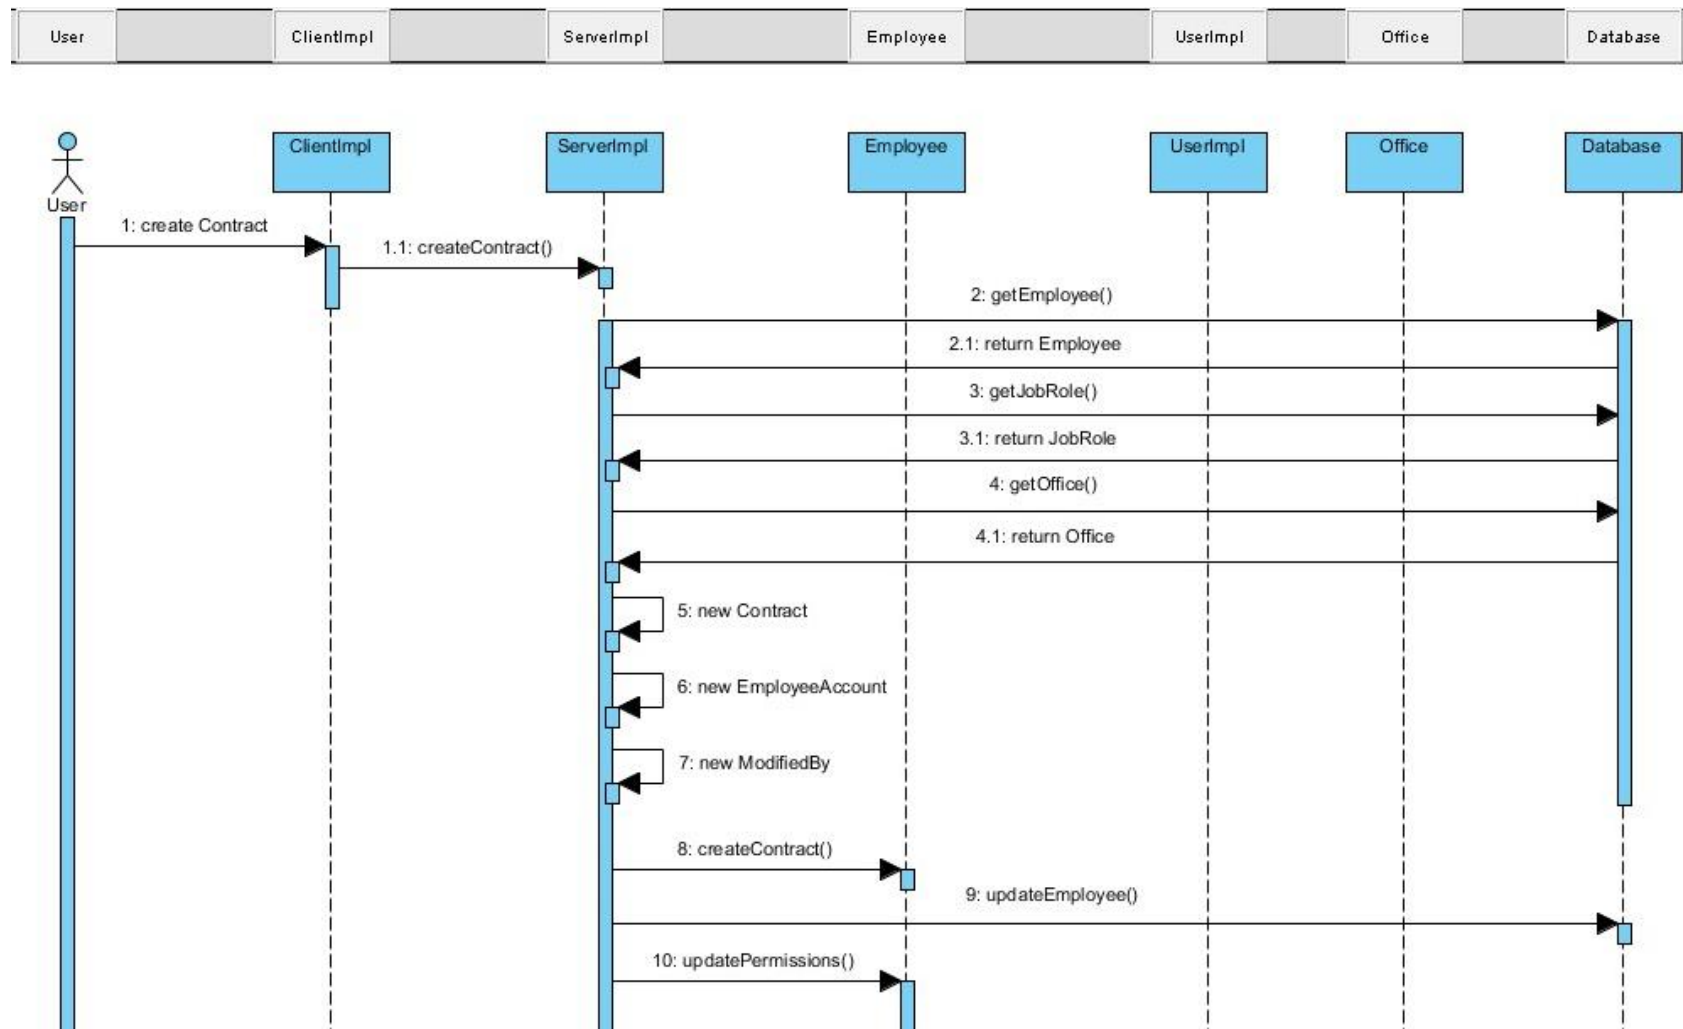 User ClientImpl ServerImpl Employee UserImpl Office Database
ClientImpl ServerImpl Employee UserImpl Office Database
User
1: create Contract
1.1: createContract()
2: getEmployee()
2.1: return Employee
3: getJobRole()
3.1: return JobRole
4: getOffice()
4.1: return Office
5: new Contract
6: new EmployeeAccount
7: new ModifiedBy
8: createContract()
9: updateEmployee()
10: updatePermissions()